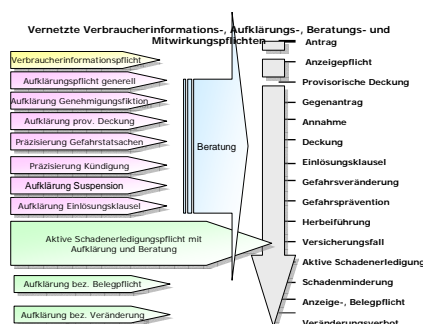 Vernetzte Verbraucherinformations-, Aufklärungs-, Beratungs- und
Mitwirkungspflichten
Verbraucherinformationspflicht
Aufklärungspflicht generell
Aufklärung Genehmigungsfiktion
Aufklärung prov. Deckung
Präzisierung Gefahrstatsachen
Präzisierung Kündigung
Aufklärung Suspension
Aufklärung Einlösungsklausel
Aktive Schadenerledigungspflicht mit
Aufklärung und Beratung
Aufklärung bez. Belegpflicht
Aufklärung bez. Veränderung
Beratung
Antrag
Anzeigepflicht
Provisorische Deckung
Gegenantrag
Annahme
Deckung
Einlösungsklausel
Gefahrsveränderung
Gefahrsprävention
Herbeiführung
Versicherungsfall
Aktive Schadenerledigung
Schadenminderung
Anzeige-, Belegpflicht
Veränderungsverbot